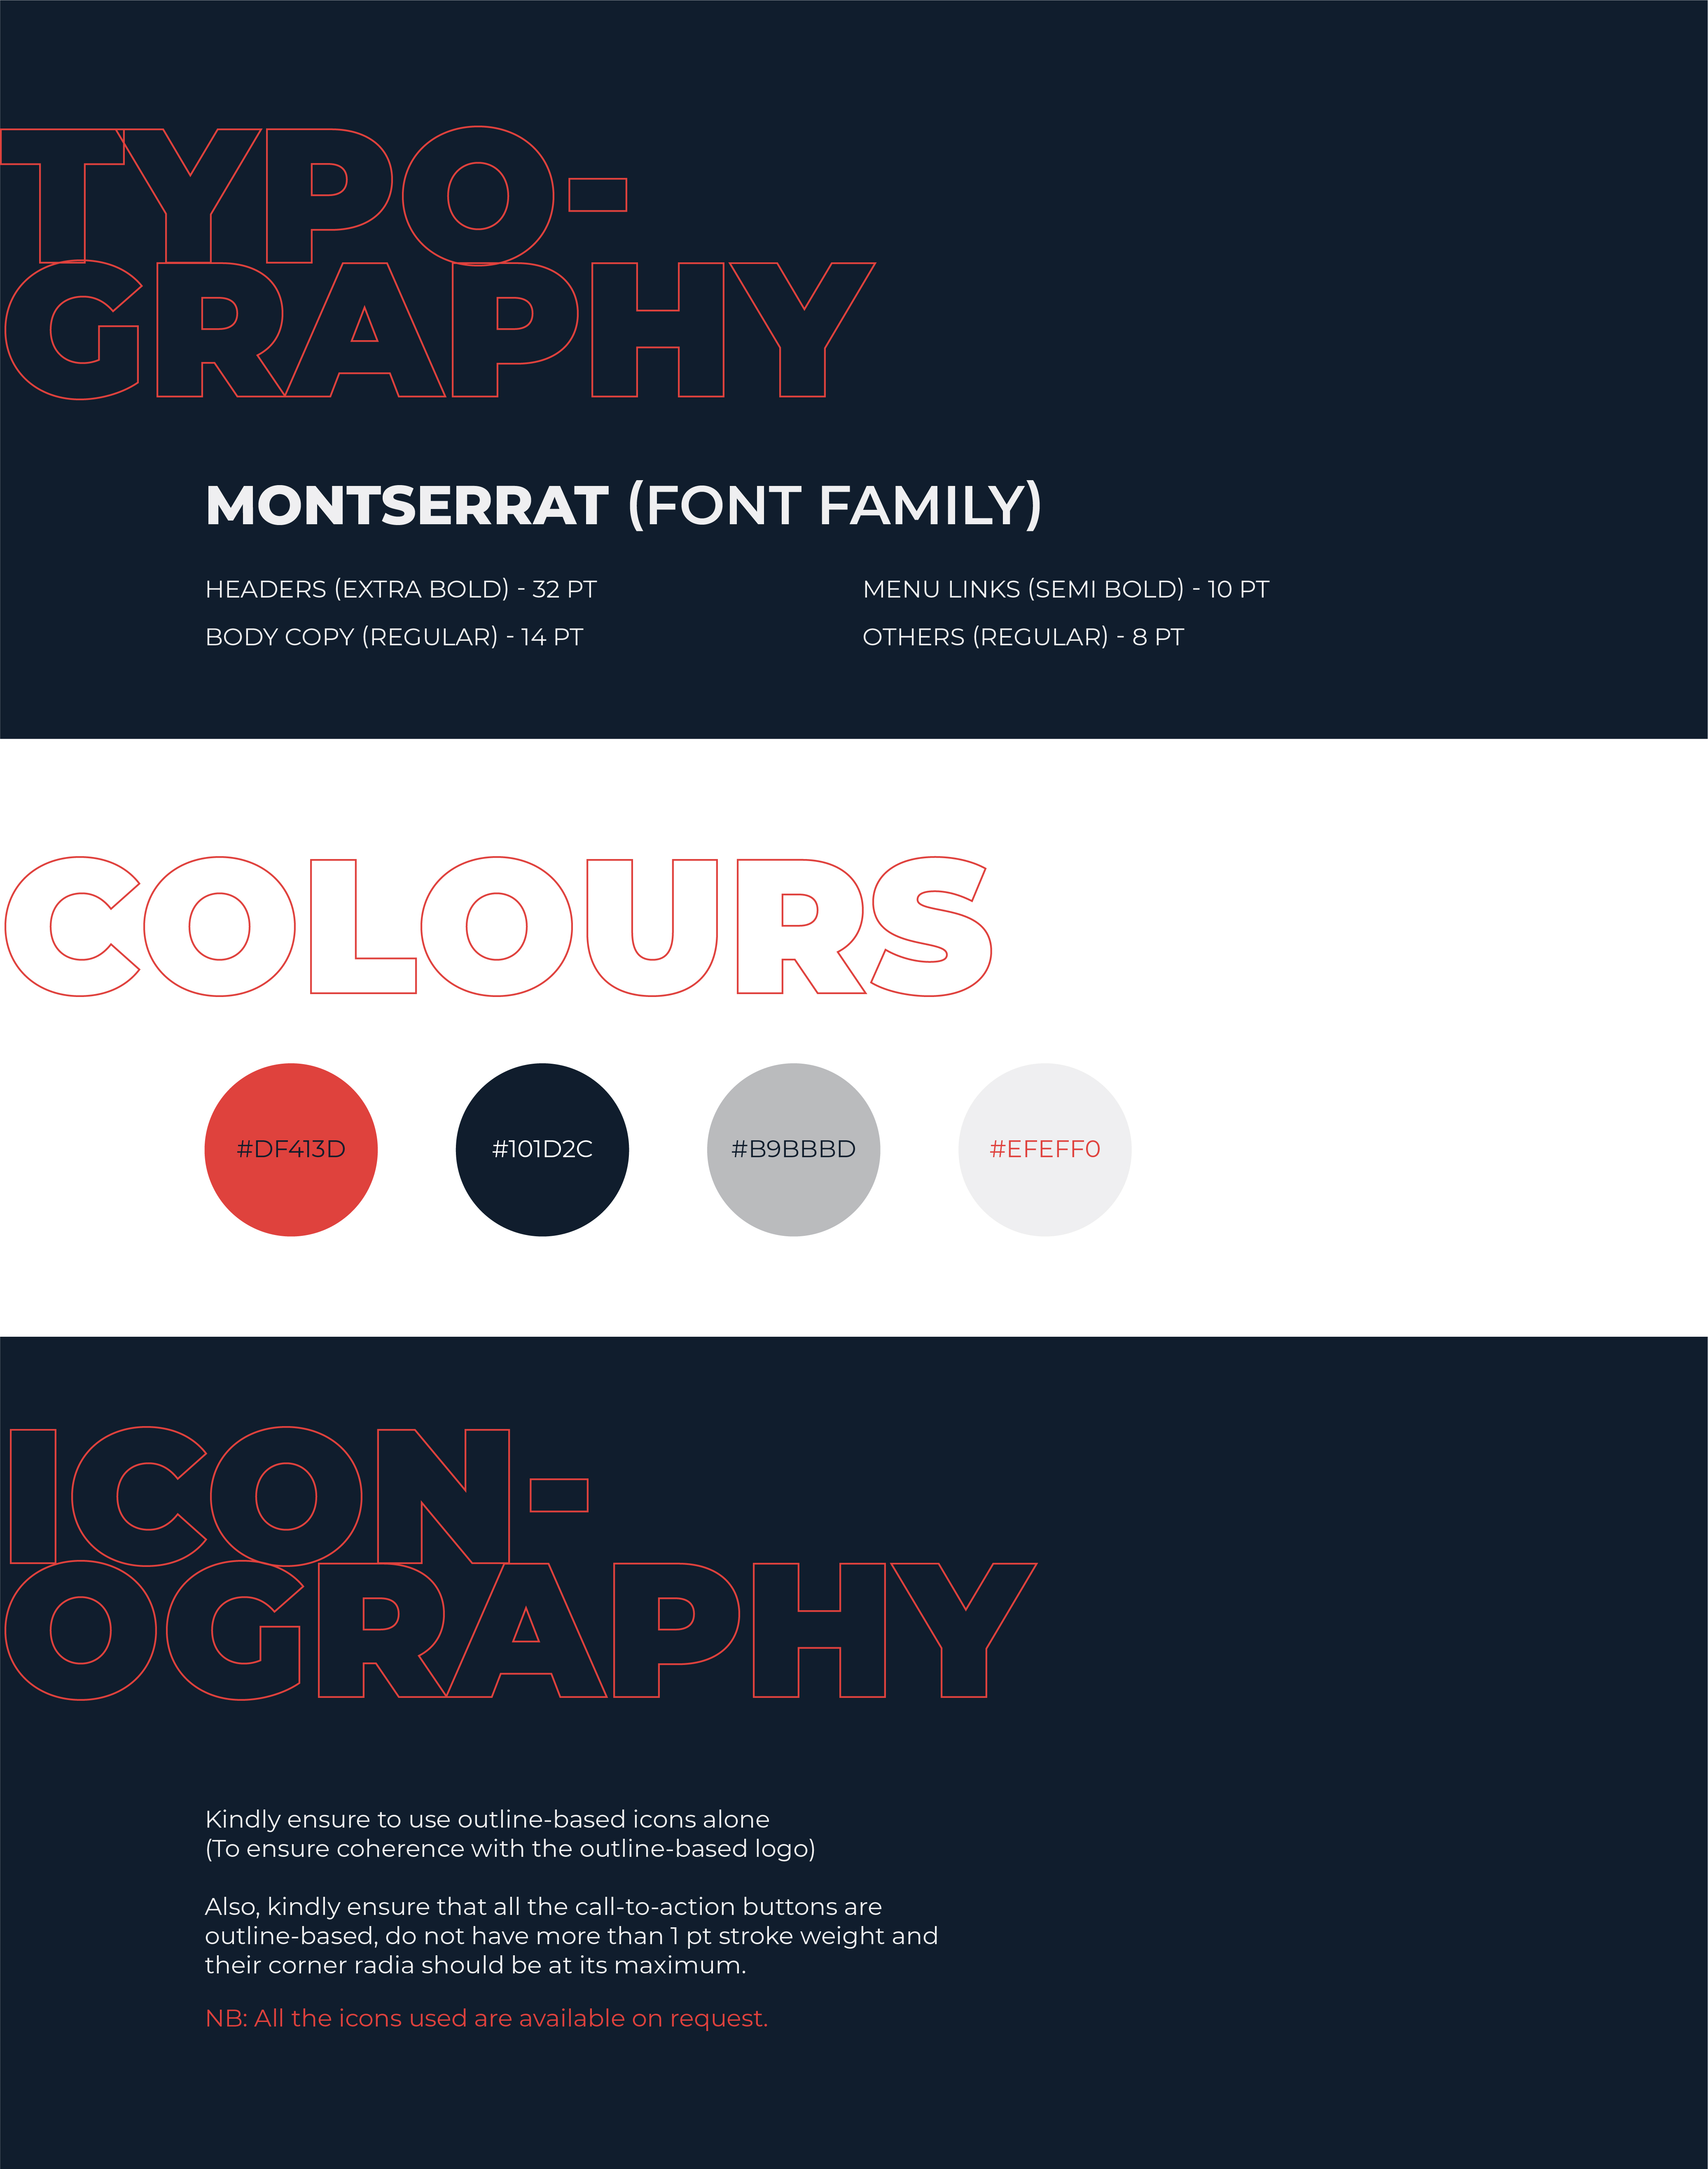 TYPO-
GRAPHY
MONTSERRAT (FONT FAMILY)
HEADERS (EXTRA BOLD) - 32 PT
MENU LINKS (SEMI BOLD) - 10 PT
BODY COPY (REGULAR) - 14 PT
OTHERS (REGULAR) - 8 PT
COLOURS
#DF413D
#101D2C
#B9BBBD
#EFEFF0
ICON-
OGRAPHY
Kindly ensure to use outline-based icons alone
(To ensure coherence with the outline-based logo)
Also, kindly ensure that all the call-to-action buttons are
outline-based, do not have more than 1 pt stroke weight and
their corner radia should be at its maximum.
NB: All the icons used are available on request.